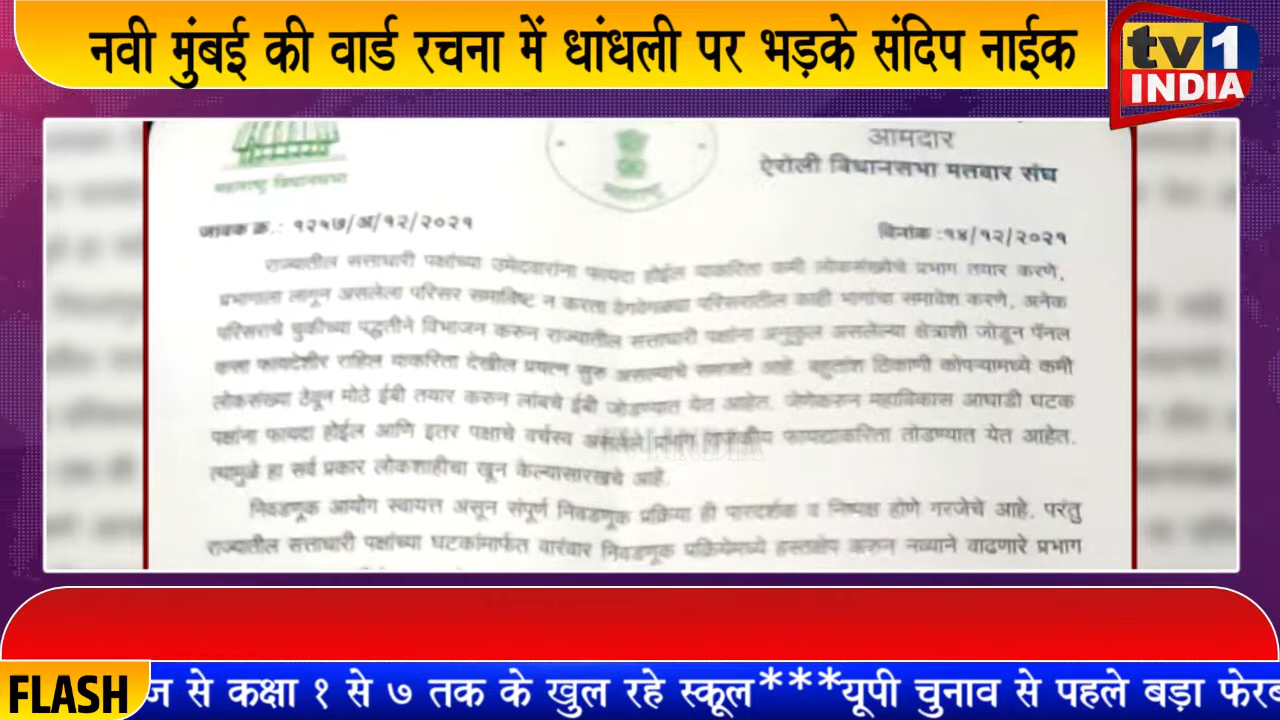 नवी मुंबई की वार्ड रचना में धांधली पर भड़के संदिप नाईक
tv1
INDIA
आमदार
ऐरोली विधानसभा मतदार संघ
महाराष्ट्र विधानसभा
जावक क्र.: १२५७/अ/१२/२०२१
दिनांक :१४/१२/२०२१
राज्यातील सत्ताधारी पक्षांच्या उमेदवारांना फायदा होईल याकरिता कमी लोकसंख्येचे प्रभाग तयार करणे,
प्रभागाला लागून असलेला परिसर समाविष्ट न करता वेगवेगळ्या परिसरातील काही भागांचा समावेश करणे, अनेक
परिसराचे चुकीच्या पद्धतीने विभाजन करुन राज्यातील सत्ताधारी पक्षांना अनुकुल असलेल्या क्षेत्राशी जोडून पॅनल
कसा फायदेशीर राहिल याकरिता देखील प्रयत्न सुरु असल्याचे समजते आहे. बहुतांश ठिकाणी कोपऱ्यामध्ये कमी
लोकसंख्या ठेवून मोठे ईबी तयार करुन लांबचे ईबी जोडण्यात येत आहेत. जेणेकरुन महाविकास आघाडी घटक
पक्षांना फायदा होईल आणि इतर पक्षाचे वर्चस्व असलेले प्रभाग राजकीय फायद्याकरिता तोडण्यात येत आहेत.
त्यामुळे हा सर्व प्रकार लोकशाहीचा खून केल्यासारखचे आहे.
निवडणूक आयोग स्वायत्त असून संपूर्ण निवडणूक प्रक्रिया ही पारदर्शक व निष्पक्ष होणे गरजेचे आहे. परंतु
राज्यातील सत्ताधारी पक्षांच्या घटकांमार्फत वारंवार निवडणूक प्रक्रियेमध्ये हस्तक्षेप करुन नव्याने वाढणारे प्रभाग
FLASH
ज से कक्षा १ से ७ तक के खुल रहे स्कूल***यूपी चुनाव से पहले बड़ा फेरब